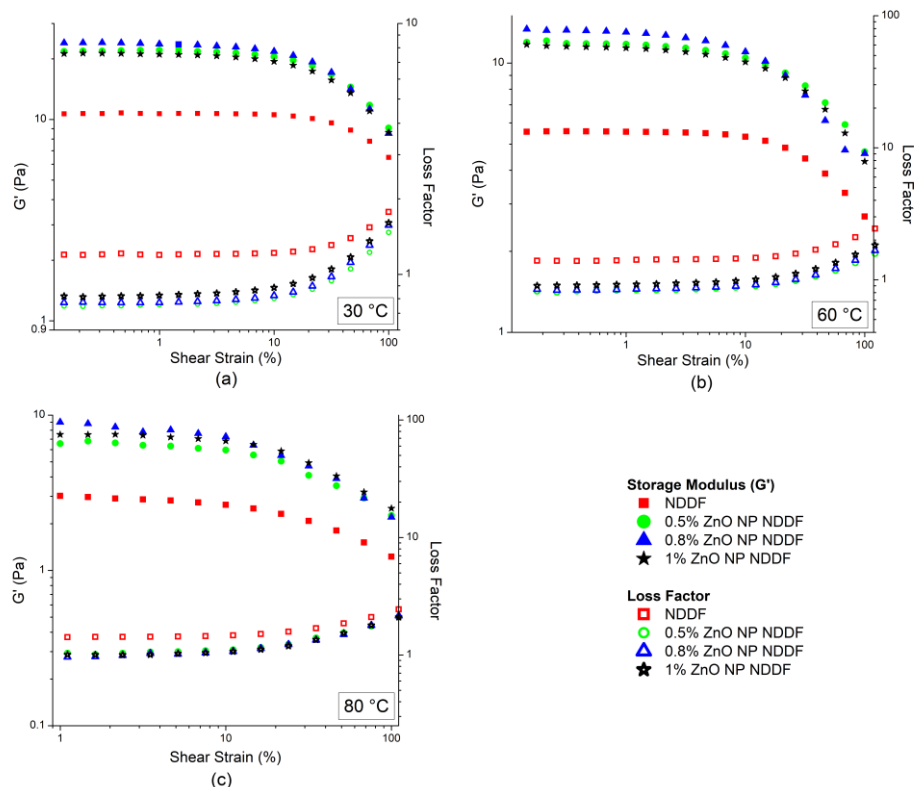 10
10
1
G' (Pa)
Loss Factor
10
1
0.9
30 °C
1
10
100
Shear Strain (%)
(a)
10
1
100
10
1
G' (Pa)
Loss Factor
60 °C
1
10
100
Shear Strain (%)
(b)
10
1
0.1
100
10
1
G' (Pa)
Loss Factor
80 °C
1
10
100
Shear Strain (%)
(c)
Storage Modulus (G')
NDDF
0.5% ZnO NP NDDF
0.8% ZnO NP NDDF
1% ZnO NP NDDF
Loss Factor
NDDF
0.5% ZnO NP NDDF
0.8% ZnO NP NDDF
1% ZnO NP NDDF